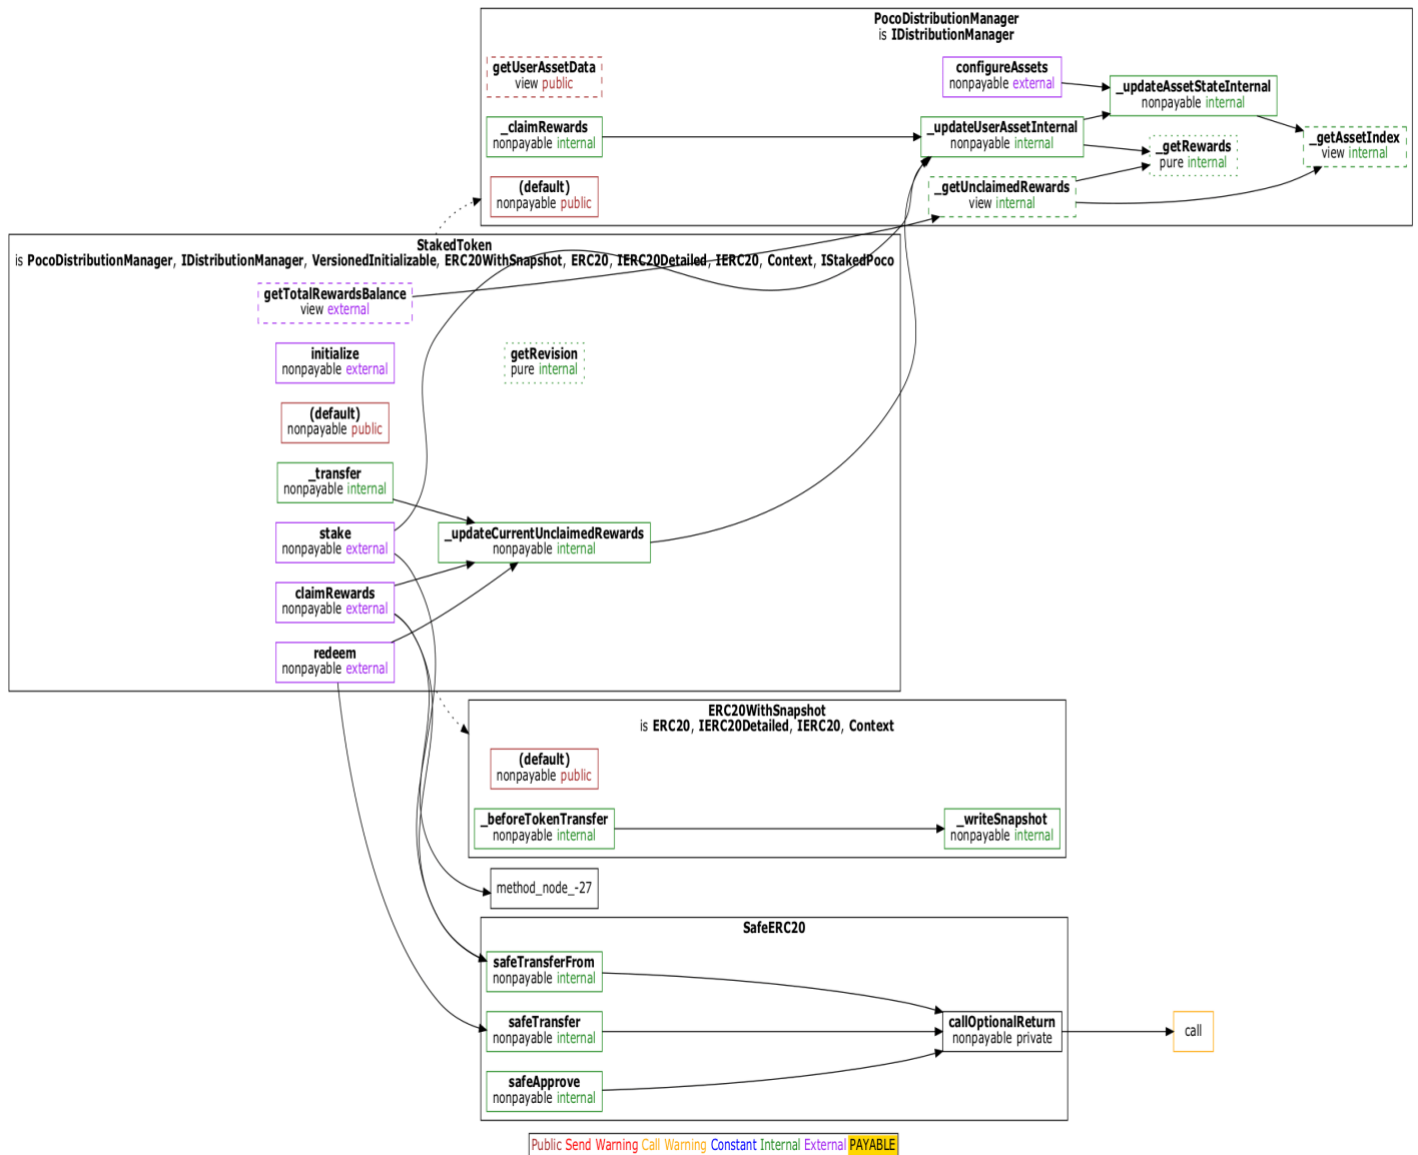 PocoDistributionManager
is IDistributionManager
getUserAssetData
view public
configureAssets
nonpayable external
_updateAssetStateInternal
nonpayable internal
_claimRewards
nonpayable internal
_updateUserAssetInternal
nonpayable internal
_getRewards
pure internal
_getAssetIndex
view internal
(default)
nonpayable public
_getUnclaimedRewards
view internal
StakedToken
is PocoDistributionManager, IDistributionManager, VersionedInitializable, ERC20WithSnapshot, ERC20, IERC20Detailed, IERC20, Context, IStakedPoco
getTotalRewardsBalance
view external
initialize
nonpayable external
getRevision
pure internal
(default)
nonpayable public
_transfer
nonpayable internal
stake
nonpayable external
_updateCurrentUnclaimedRewards
nonpayable internal
claimRewards
nonpayable external
redeem
nonpayable external
ERC20WithSnapshot
is ERC20, IERC20Detailed, IERC20, Context
(default)
nonpayable public
_beforeTokenTransfer
nonpayable internal
_writeSnapshot
nonpayable internal
method_node_-27
SafeERC20
safeTransferFrom
nonpayable internal
safeTransfer
nonpayable internal
callOptionalReturn
nonpayable private
call
safeApprove
nonpayable internal
Public Send Warning Call Warning Constant Internal External PAYABLE